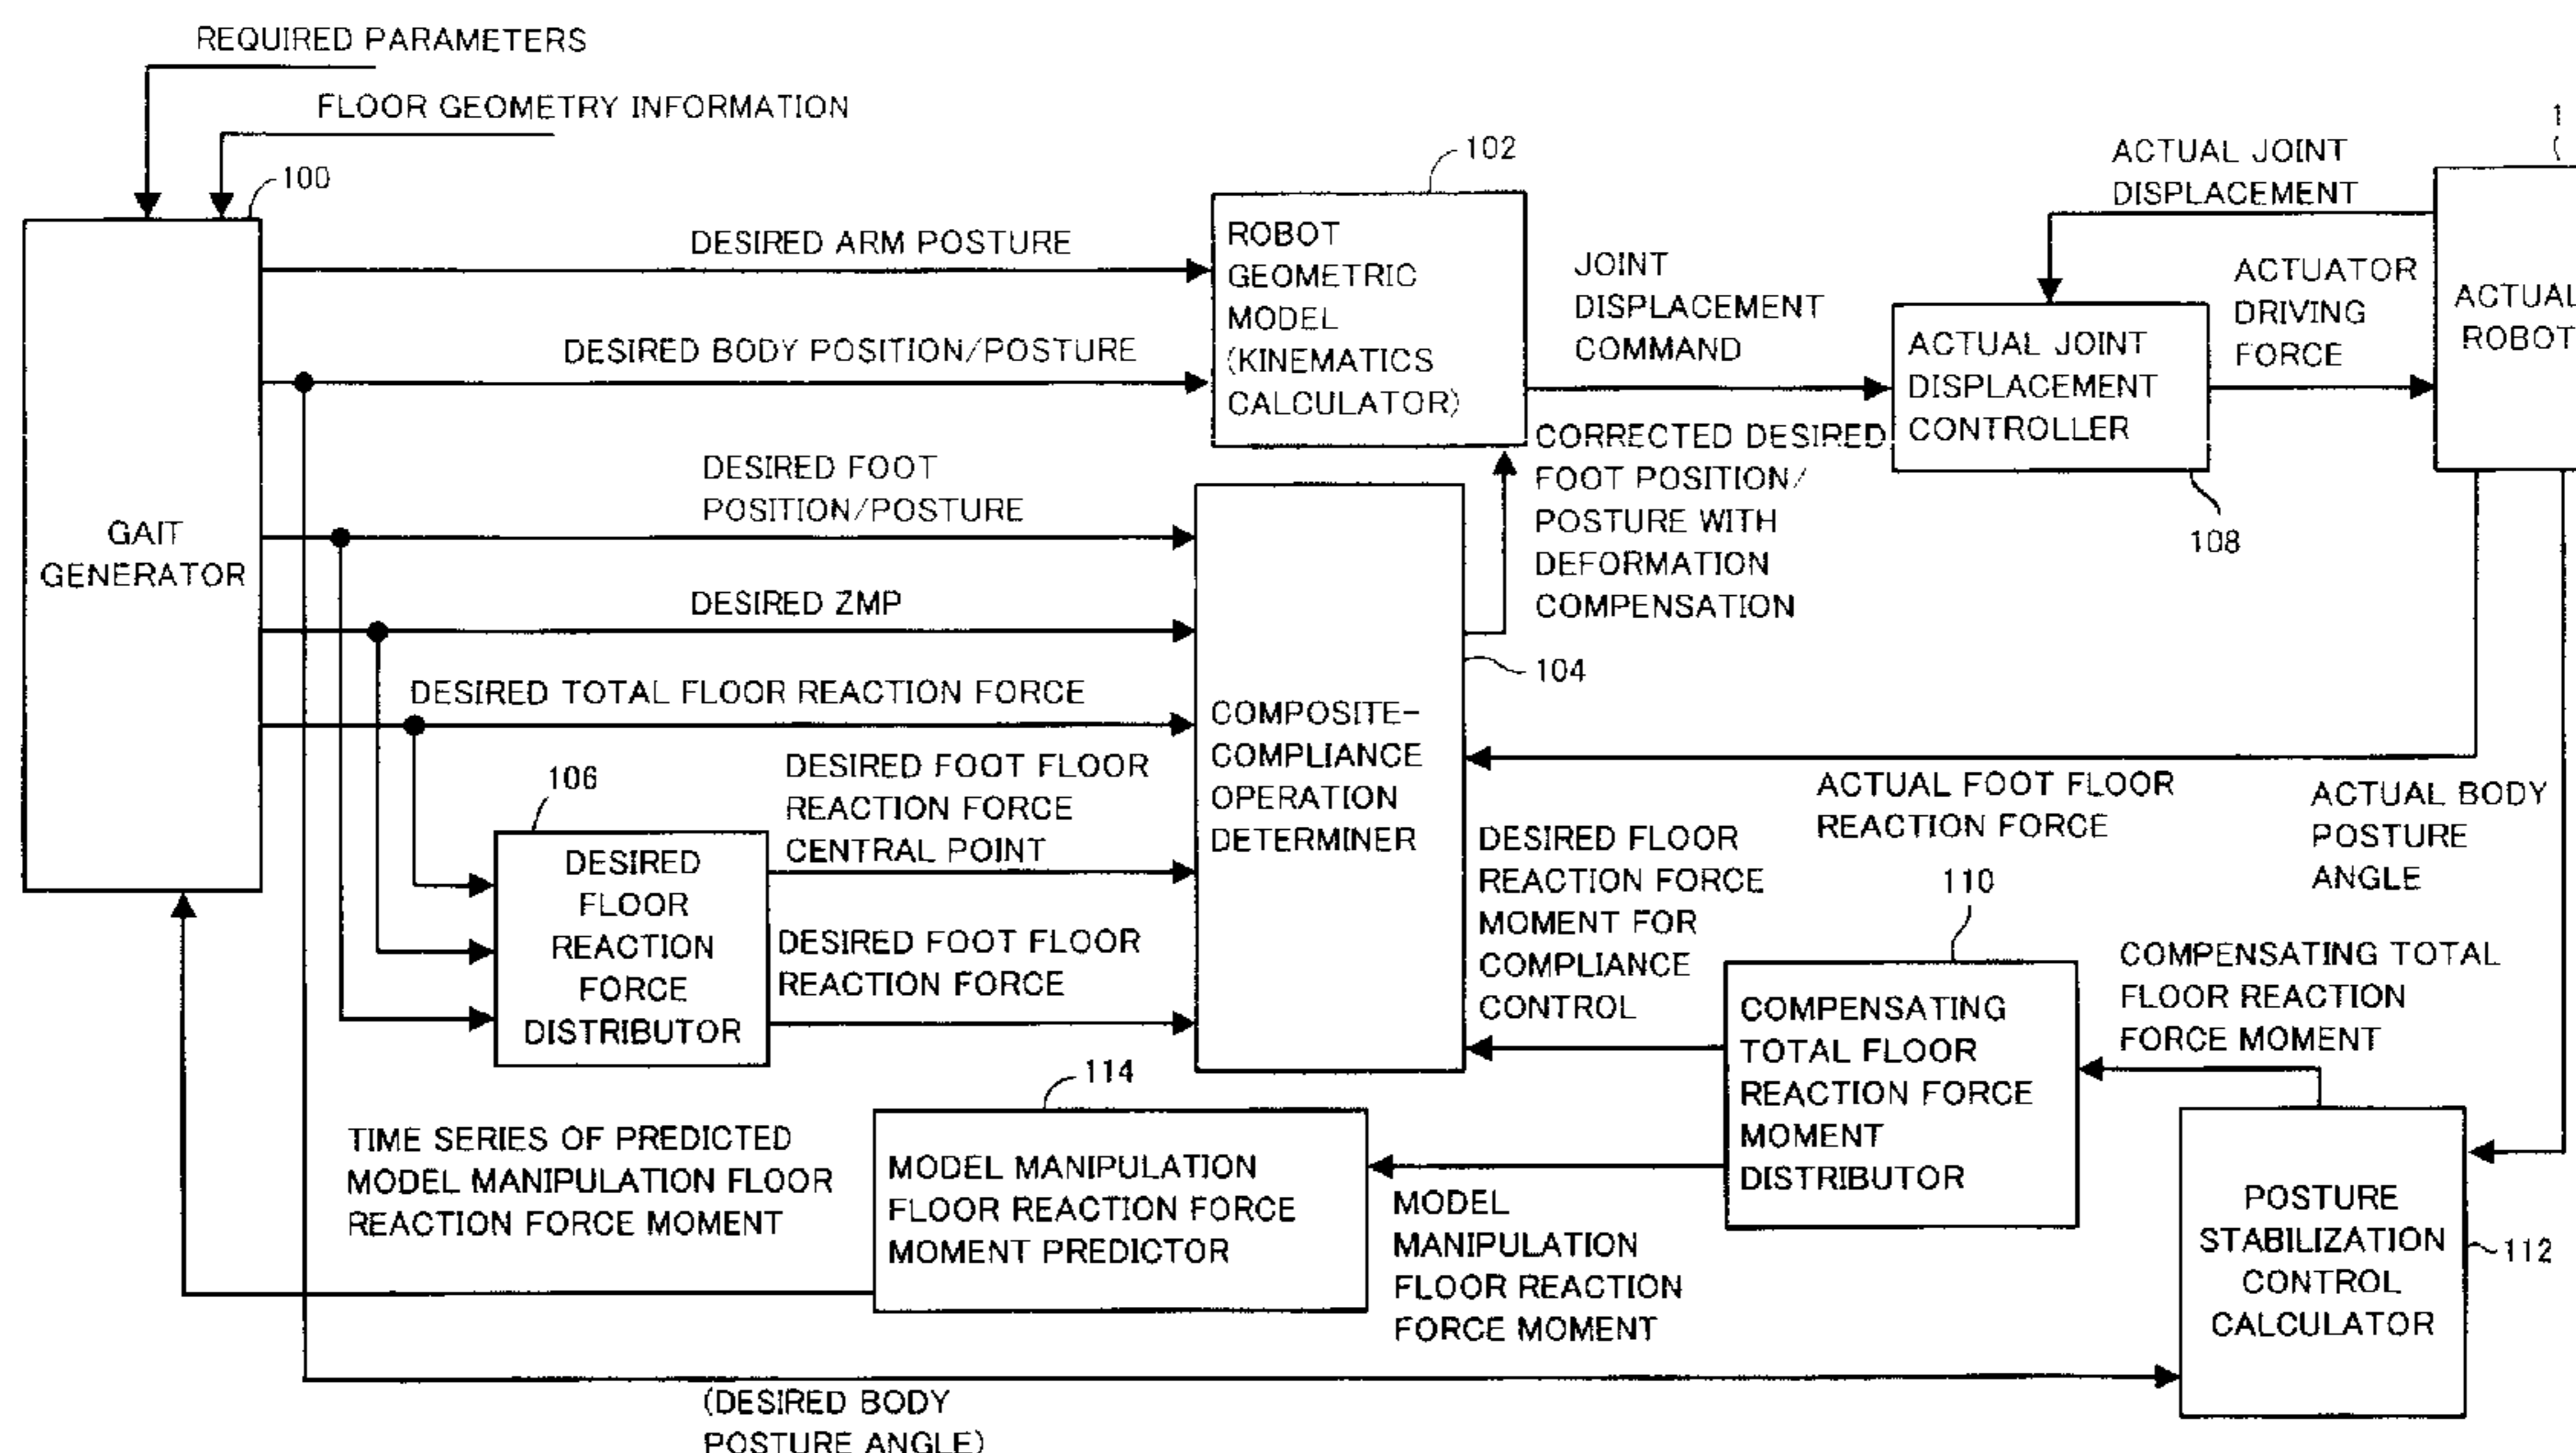 REQUIRED PARAMETERS
FLOOR GEOMETRY INFORMATION
100
GAIT
GENERATOR
DESIRED ARM POSTURE
DESIRED BODY POSITION/POSTURE
DESIRED FOOT
POSITION/POSTURE
DESIRED ZMP
DESIRED TOTAL FLOOR REACTION FORCE
102
ROBOT
GEOMETRIC
MODEL
(KINEMATICS
CALCULATOR)
JOINT
DISPLACEMENT
COMMAND
ACTUAL JOINT
DISPLACEMENT
1
ACTUATOR
DRIVING
FORCE
ACTUAL
ROBOT
ACTUAL JOINT
DISPLACEMENT
CONTROLLER
108
CORRECTED DESIRED
FOOT POSITION/
POSTURE WITH
DEFORMATION
COMPENSATION
104
COMPOSITE-
COMPLIANCE
OPERATION
DETERMINER
106
DESIRED
FLOOR
REACTION
FORCE
DISTRIBUTOR
DESIRED FOOT FLOOR
REACTION FORCE
CENTRAL POINT
DESIRED FOOT FLOOR
REACTION FORCE
ACTUAL FOOT FLOOR
REACTION FORCE
ACTUAL BODY
POSTURE
ANGLE
DESIRED FLOOR
REACTION FORCE
MOMENT FOR
COMPLIANCE
CONTROL
110
COMPENSATING
TOTAL FLOOR
REACTION FORCE
MOMENT
DISTRIBUTOR
COMPENSATING TOTAL
FLOOR REACTION
FORCE MOMENT
114
MODEL MANIPULATION
FLOOR REACTION FORCE
MOMENT PREDICTOR
TIME SERIES OF PREDICTED
MODEL MANIPULATION FLOOR
REACTION FORCE MOMENT
MODEL
MANIPULATION
FLOOR REACTION
FORCE MOMENT
POSTURE
STABILIZATION
CONTROL
CALCULATOR
112
(DESIRED BODY
POSTURE ANGLE)